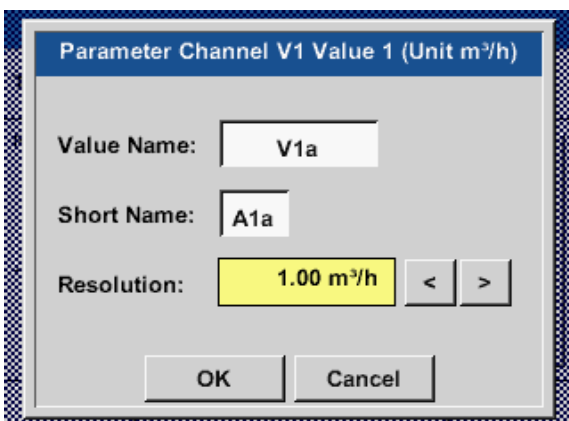 Parameter Channel V1 Value 1 (Unit m³/h)
Value Name: V1a
Short Name: A1a
Resolution: 1.00 m³/h < >
OK Cancel